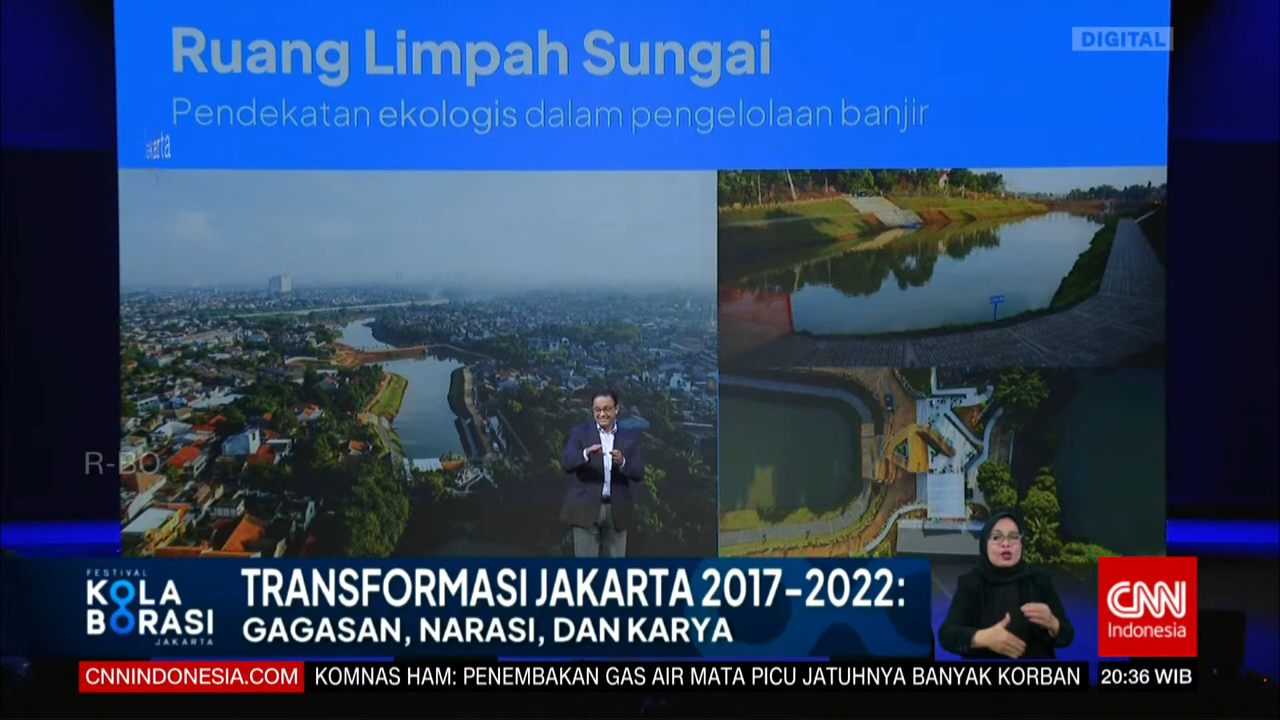 Ruang Limpah Sungai
DIGITAL
Pendekatan ekologis dalam pengelolaan banjir
R-BO
FESTIVAL
KOLA
BORASI
JAKARTA
TRANSFORMASI JAKARTA 2017-2022:
GAGASAN, NARASI, DAN KARYA
CNN
Indonesia
CNNINDONESIA.COM
KOMNAS HAM: PENEMBAKAN GAS AIR MATA PICU JATUHNYA BANYAK KORBAN
20:36 WIB